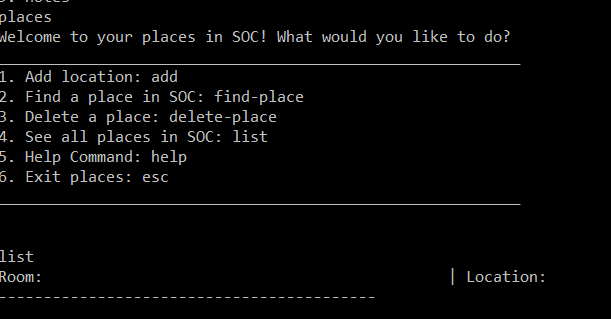 places
Welcome to your places in SOC! What would you like to do?
1. Add location: add
2. Find a place in SOC: find-place
3. Delete a place: delete-place
4. See all places in SOC: list
5. Help Command: help
6. Exit places: esc
list
Room: | Location:
------------------------------------------